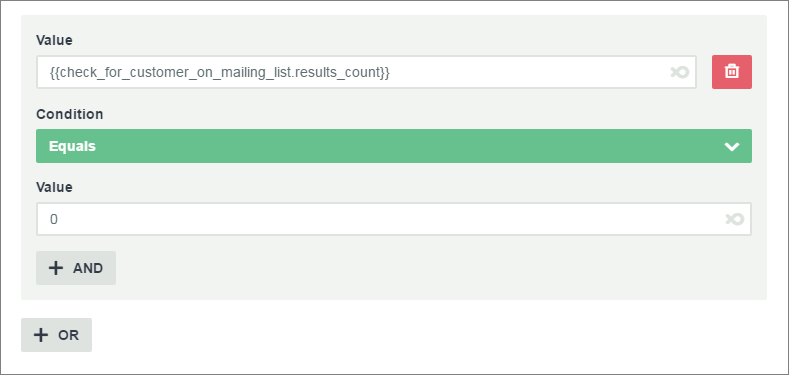 Value
{{check_for_customer_on_mailing_list.results_count}}
Condition
Equals
Value
0
AND
OR